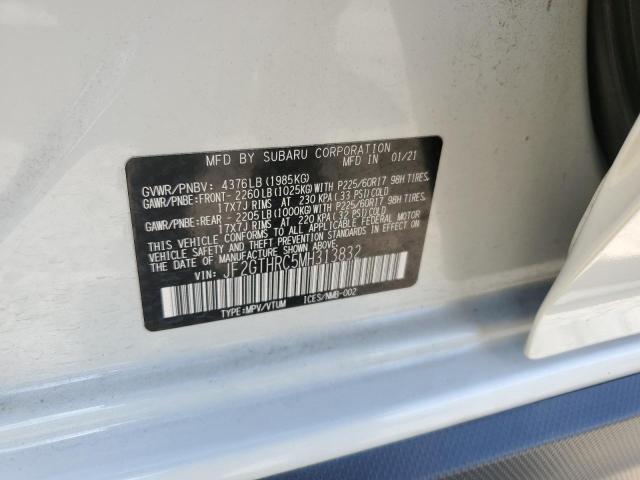 MFD BY SUBARU CORPORATION
MFD IN 01/21
GVWR/PNBV: 4376LB (1985KG)
GAWR/PNBE:FRONT- 2260LB (1025KG)WITH P225/60R17 98H TIRES,
17X7J RIMS AT 230 KPA (33 PSI)COLD
GAWR/PNBE:REAR - 2205LB (1000KG)WITH P225/60R17 98H TIRES,
17X7J RIMS AT 220 KPA (32 PSI)COLD
THIS VEHICLE CONFORMS TO ALL APPLICABLE FEDERAL MOTOR
VEHICLE SAFETY AND THEFT PREVENTION STANDARDS IN EFFECT
ON THE DATE OF MANUFACTURE SHOWN ABOVE.
VIN: JF2GTHRC5MH313832
TYPE:MPV/VTUM ICES/NMB-002